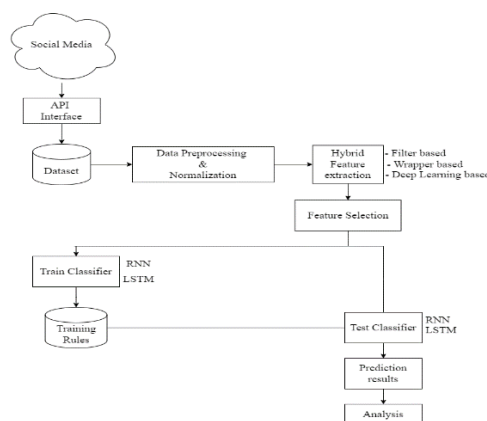 Social Media
API
Interface
Dataset
Data Preprocessing
&
Normalization
Hybrid
Feature
extraction
- Filter based
- Wrapper based
- Deep Learning based
Feature Selection
Train Classifier
RNN
LSTM
Training
Rules
Test Classifier
RNN
LSTM
Prediction
results
Analysis